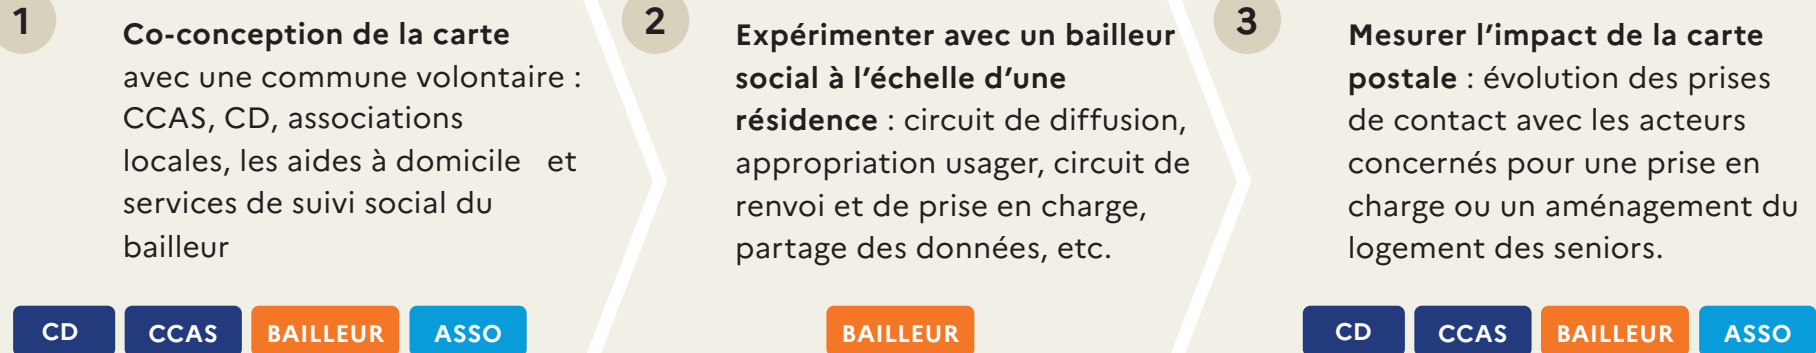 1
Co-conception de la carte
avec une commune volontaire :
CCAS, CD, associations
locales, les aides à domicile et
services de suivi social du
bailleur
CD CCAS BAILLEUR ASSO
2
Expérimenter avec un bailleur
social à l’échelle d’une
résidence : circuit de diffusion,
appropriation usager, circuit de
renvoi et de prise en charge,
partage des données, etc.
BAILLEUR
3
Mesurer l’impact de la carte
postale : évolution des prises
de contact avec les acteurs
concernés pour une prise en
charge ou un aménagement du
logement des seniors.
CD CCAS BAILLEUR ASSO